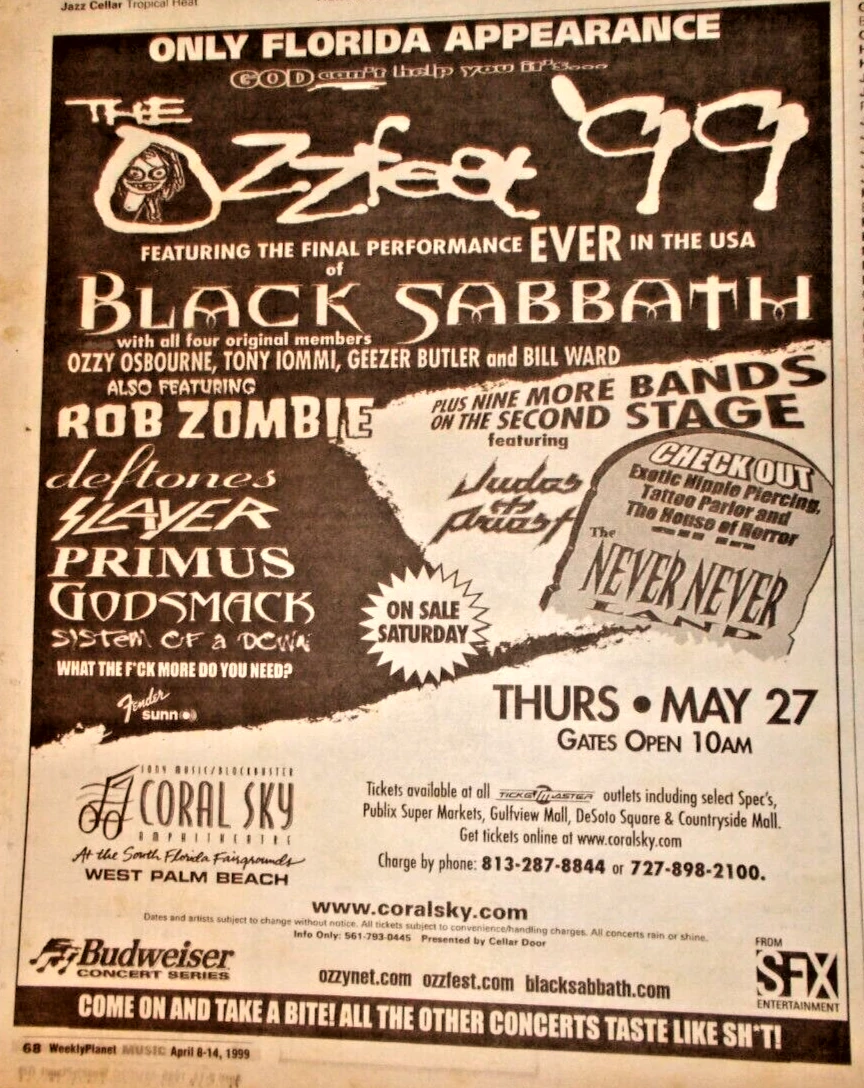 Jazz Cellar Tropical Heat
ONLY FLORIDA APPEARANCE
GOD can't help you it's....
THE
Ozzfest '99
FEATURING THE FINAL PERFORMANCE EVER IN THE USA
of
BLACK SABBATH
with all four original members
OZZY OSBOURNE, TONY IOMMI, GEEZER BUTLER and BILL WARD
ALSO FEATURING
ROB ZOMBIE
deftones
SLAYER
PRIMUS
GODSMACK
SYSTEM OF A DOWN
WHAT THE F*CK MORE DO YOU NEED?
Fender
sunn
PLUS NINE MORE BANDS
ON THE SECOND STAGE
featuring
Judas
Priest
CHECK OUT
Exotic Nipple Piercing,
Tattoo Parlor and
The House of Horror
The
NEVER NEVER
LAND
ON SALE
SATURDAY
THURS • MAY 27
GATES OPEN 10AM
SONY MUSIC/BLOCKBUSTER
CORAL SKY
AMPHITHEATRE
At the South Florida Fairgrounds
WEST PALM BEACH
Tickets available at all TICKETMASTER outlets including select Spec's,
Publix Super Markets, Gulfview Mall, DeSoto Square & Countryside Mall.
Get tickets online at www.coralsky.com
Charge by phone: 813-287-8844 or 727-898-2100.
www.coralsky.com
Dates and artists subject to change without notice. All tickets subject to convenience/handling charges. All concerts rain or shine.
Info Only: 561-793-0445 Presented by Cellar Door
Budweiser
CONCERT SERIES
ozzynet.com ozzfest.com blacksabbath.com
FROM
SFX
ENTERTAINMENT
COME ON AND TAKE A BITE! ALL THE OTHER CONCERTS TASTE LIKE SH*T!
68 WeeklyPlanet MUSIC April 8-14, 1999